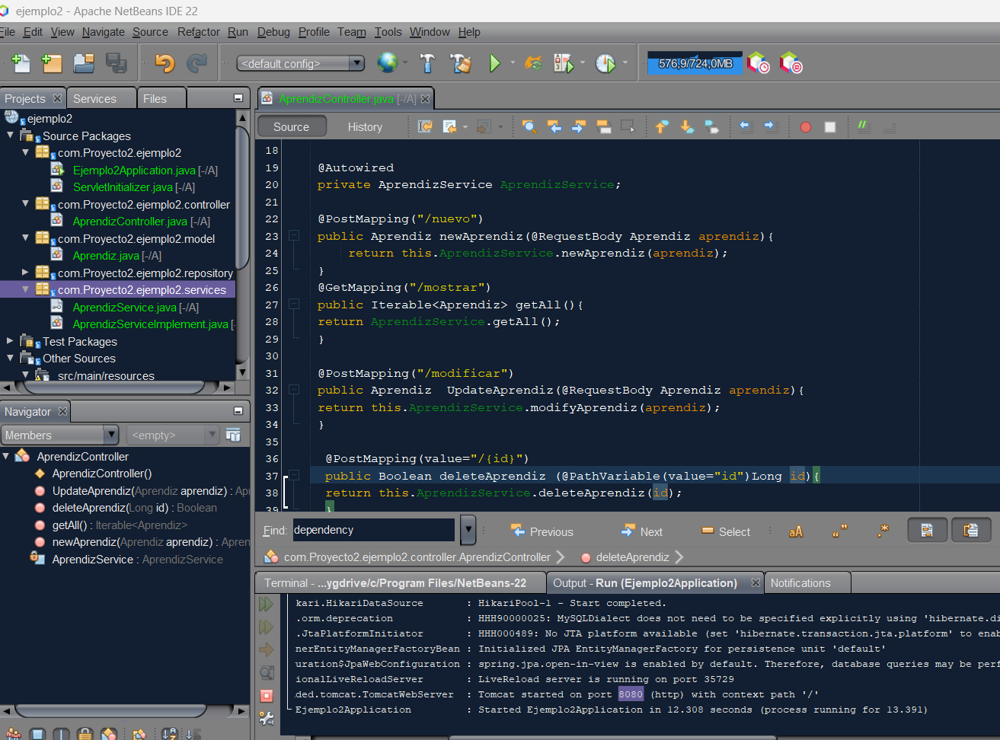 ejemplo2 - Apache NetBeans IDE 22
File Edit View Navigate Source Refactor Run Debug Profile Team Tools Window Help
<default config>
576,9/724,0MB
Projects Services Files
ejemplo2
Source Packages
com.Proyecto2.ejemplo2
Ejemplo2Application.java [-/A]
ServletInitializer.java [-/A]
com.Proyecto2.ejemplo2.controller
AprendizController.java [-/A]
com.Proyecto2.ejemplo2.model
Aprendiz.java [-/A]
com.Proyecto2.ejemplo2.repository
com.Proyecto2.ejemplo2.services
AprendizService.java [-/A]
AprendizServiceImplement.java [-
Test Packages
Other Sources
src/main/resources
Navigator
Members
<empty>
AprendizController
AprendizController()
UpdateAprendiz(Aprendiz aprendiz) : Apr
deleteAprendiz(Long id) : Boolean
getAll() : Iterable<Aprendiz>
newAprendiz(Aprendiz aprendiz) : Apren
AprendizService : AprendizService
AprendizController.java [-/A]
Source History
18
19 @Autowired
20 private AprendizService AprendizService;
21
22 @PostMapping("/nuevo")
23 public Aprendiz newAprendiz(@RequestBody Aprendiz aprendiz){
24 return this.AprendizService.newAprendiz(aprendiz);
25 }
26 @GetMapping("/mostrar")
27 public Iterable<Aprendiz> getAll(){
28 return AprendizService.getAll();
29 }
30
31 @PostMapping("/modificar")
32 public Aprendiz  UpdateAprendiz(@RequestBody Aprendiz aprendiz){
33 return this.AprendizService.modifyAprendiz(aprendiz);
34 }
35
36 @PostMapping(value="/{id}")
37 public Boolean deleteAprendiz (@PathVariable(value="id")Long id){
38 return this.AprendizService.deleteAprendiz(id);
39 }
Find: dependency Previous Next Select aA
com.Proyecto2.ejemplo2.controller.AprendizController deleteAprendiz
Terminal - ...ygdrive/c/Program Files/NetBeans-22 Output - Run (Ejemplo2Application) Notifications
kari.HikariDataSource : HikariPool-1 - Start completed.
.orm.deprecation : HHH90000025: MySQLDialect does not need to be specified explicitly using 'hibernate.di
.JtaPlatformInitiator : HHH000489: No JTA platform available (set 'hibernate.transaction.jta.platform' to enab
nerEntityManagerFactoryBean : Initialized JPA EntityManagerFactory for persistence unit 'default'
uration$JpaWebConfiguration : spring.jpa.open-in-view is enabled by default. Therefore, database queries may be perf
ionalLiveReloadServer : LiveReload server is running on port 35729
ded.tomcat.TomcatWebServer : Tomcat started on port 8080 (http) with context path '/'
Ejemplo2Application : Started Ejemplo2Application in 12.308 seconds (process running for 13.391)